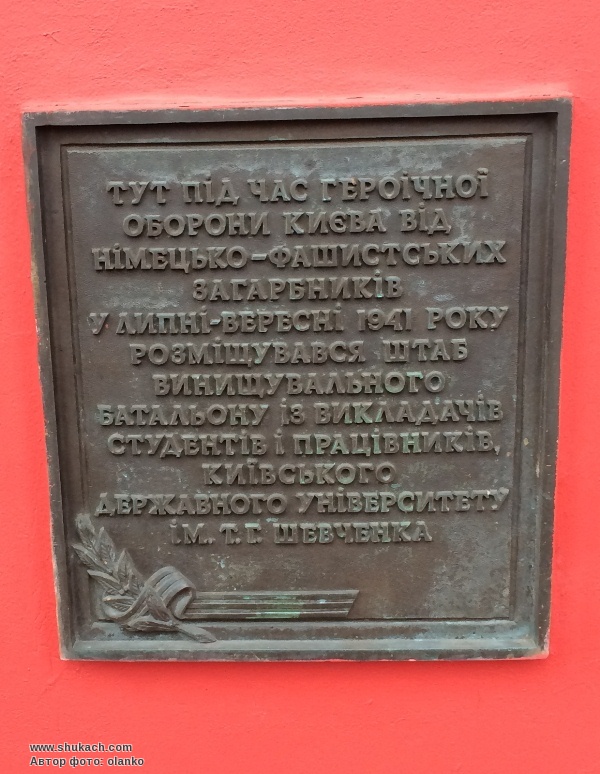 ТУТ ПІД ЧАС ГЕРОЇЧНОЇ
ОБОРОНИ КИЄВА ВІД
НІМЕЦЬКО-ФАШИСТСЬКИХ
ЗАГАРБНИКІВ
У ЛИПНІ-ВЕРЕСНІ 1941 РОКУ
РОЗМІЩУВАВСЯ ШТАБ
ВИНИЩУВАЛЬНОГО
БАТАЛЬОНУ ІЗ ВИКЛАДАЧІВ
СТУДЕНТІВ І ПРАЦІВНИКІВ,
КИЇВСЬКОГО
ДЕРЖАВНОГО УНІВЕРСИТЕТУ
ІМ. Т. Г. ШЕВЧЕНКА
www.shukach.com
Автор фото: olanko